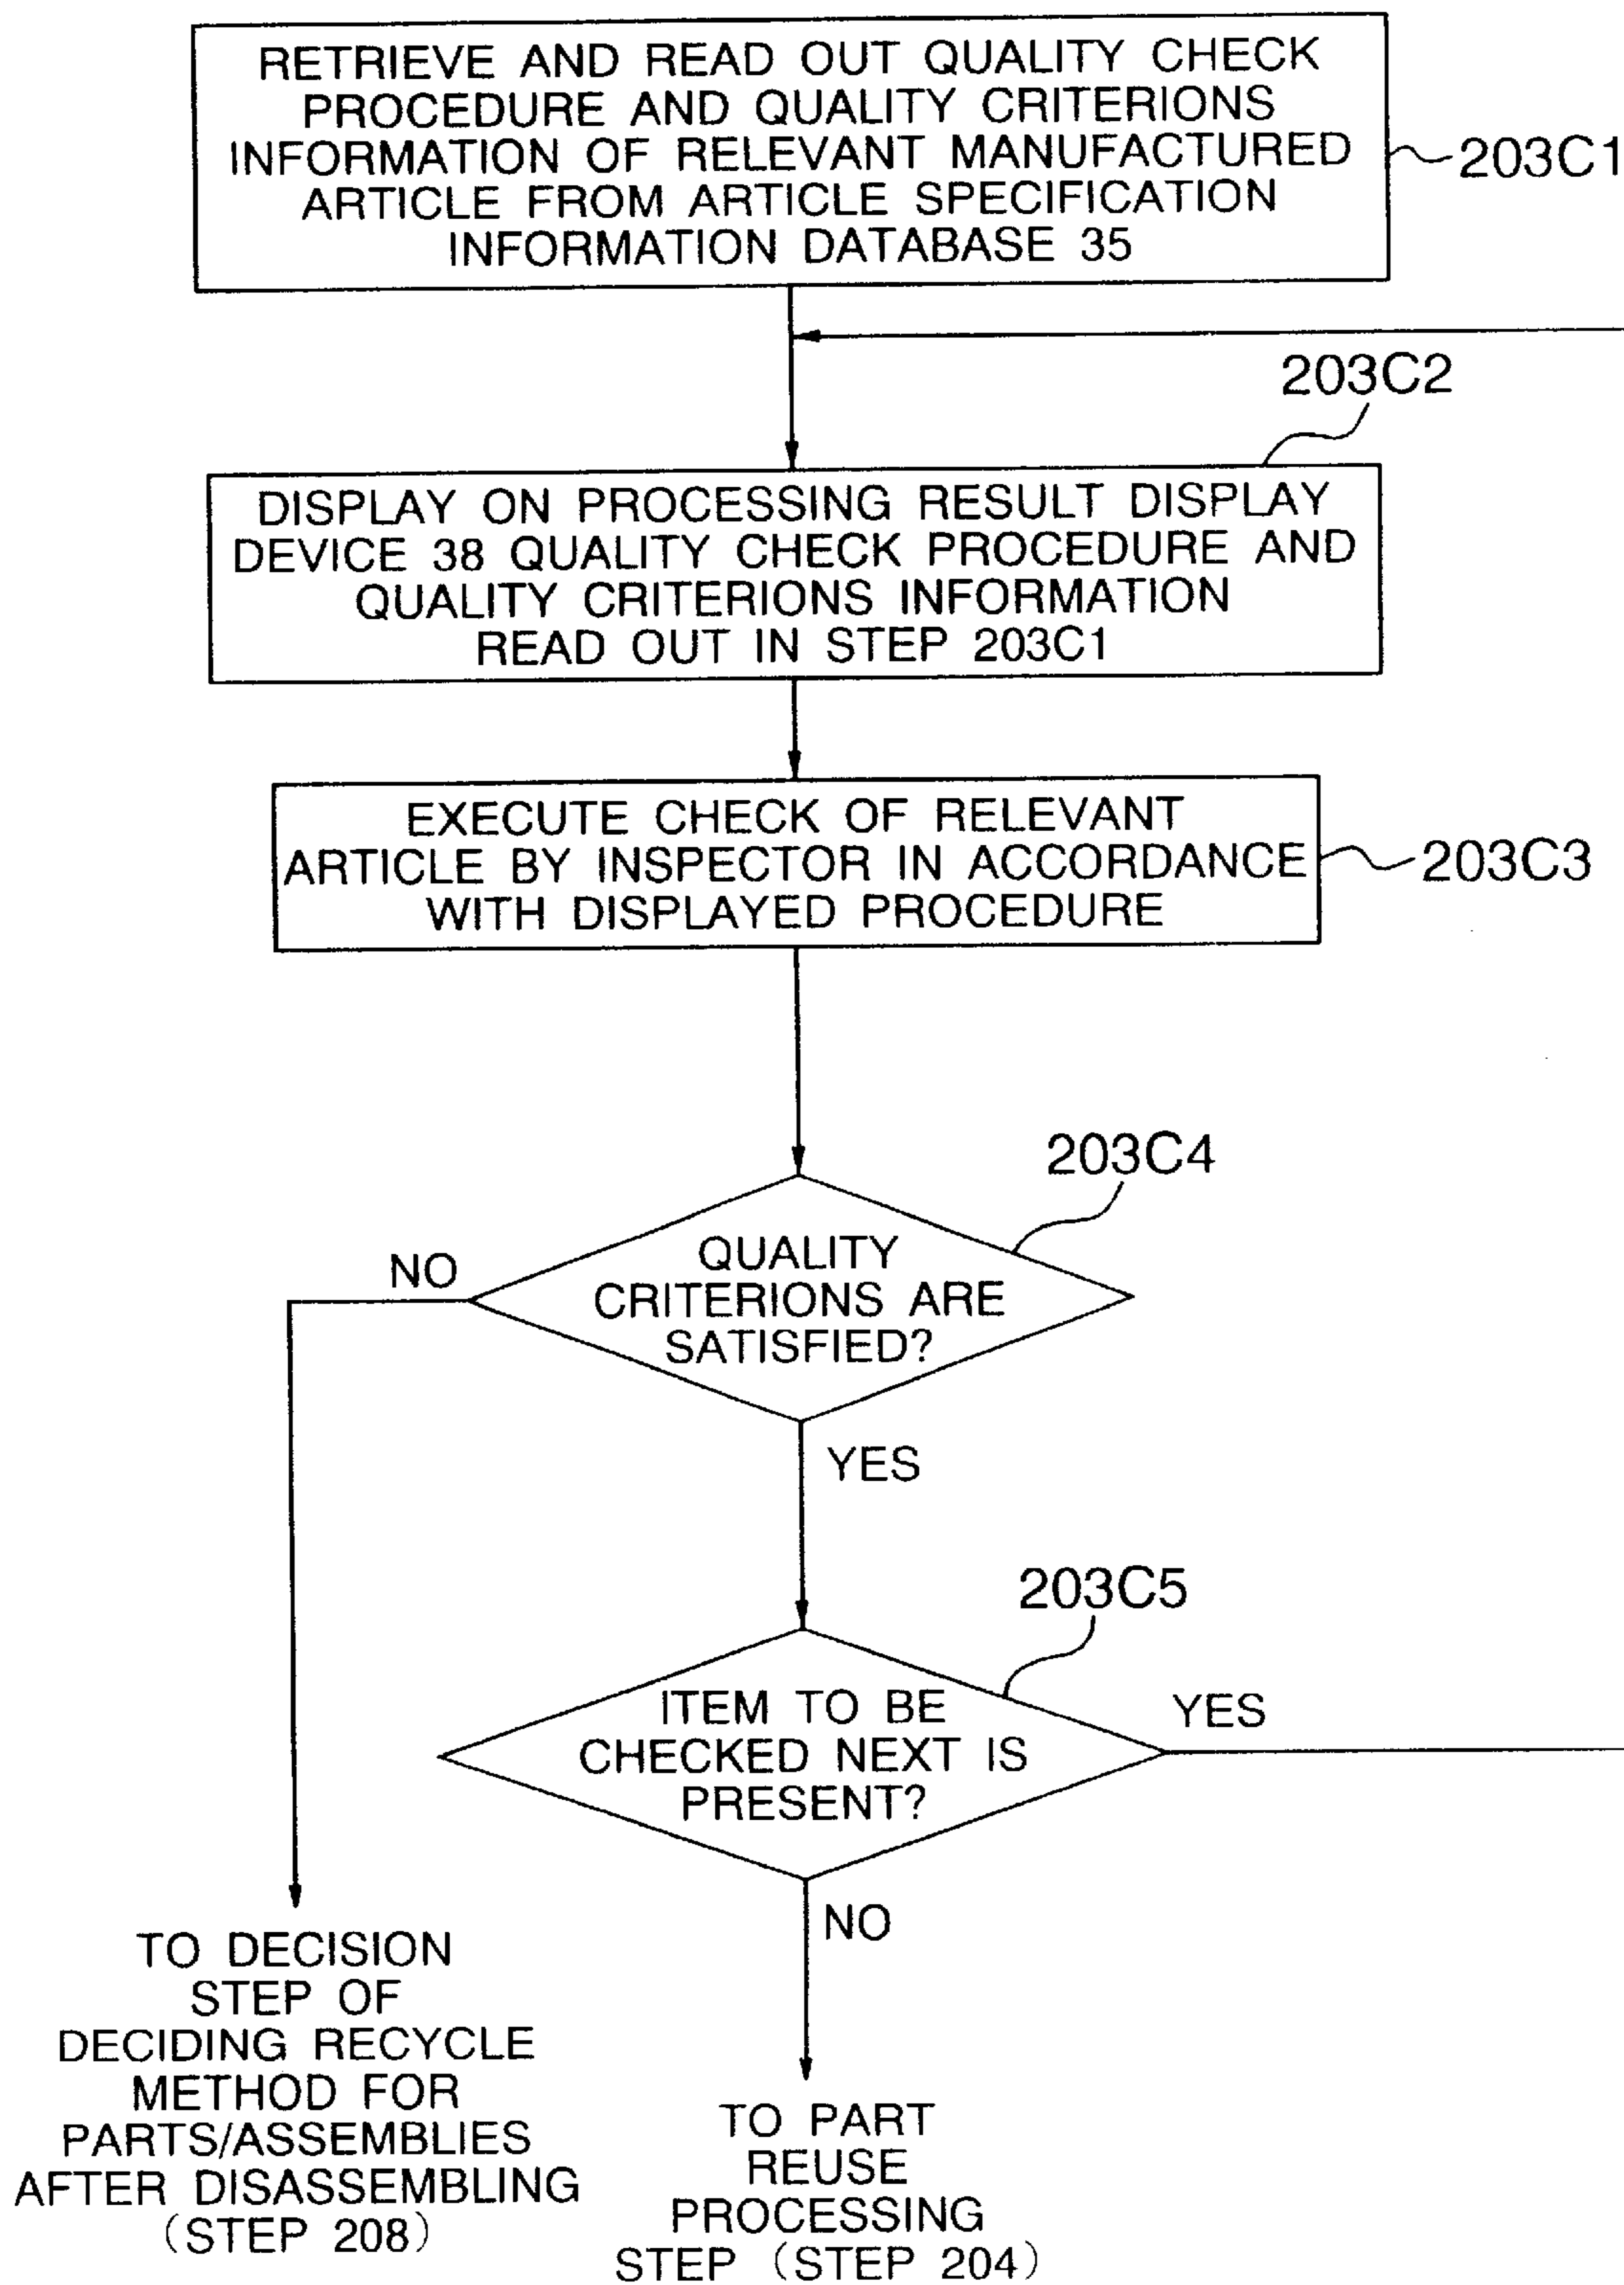 RETRIEVE AND READ OUT QUALITY CHECK
PROCEDURE AND QUALITY CRITERIONS
INFORMATION OF RELEVANT MANUFACTURED
ARTICLE FROM ARTICLE SPECIFICATION
INFORMATION DATABASE 35
203C1
203C2
DISPLAY ON PROCESSING RESULT DISPLAY
DEVICE 38 QUALITY CHECK PROCEDURE AND
QUALITY CRITERIONS INFORMATION
READ OUT IN STEP 203C1
EXECUTE CHECK OF RELEVANT
ARTICLE BY INSPECTOR IN ACCORDANCE
WITH DISPLAYED PROCEDURE
203C3
203C4
QUALITY
CRITERIONS ARE
SATISFIED?
NO
YES
203C5
ITEM TO BE
CHECKED NEXT IS
PRESENT?
YES
NO
TO DECISION
STEP OF
DECIDING RECYCLE
METHOD FOR
PARTS/ASSEMBLIES
AFTER DISASSEMBLING
(STEP 208)
TO PART
REUSE
PROCESSING
STEP (STEP 204)